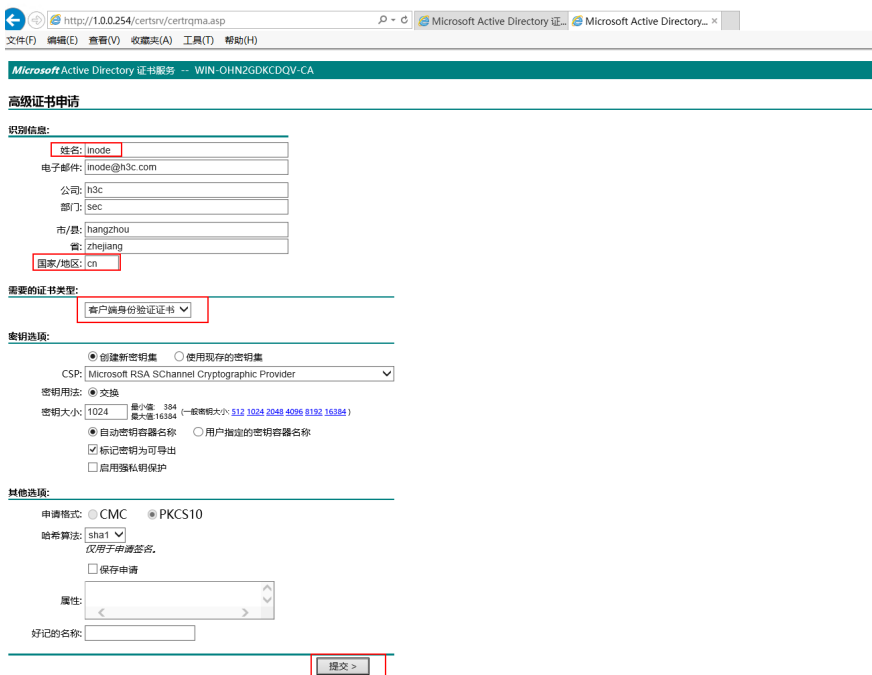 http://1.0.0.254/certsrv/certrqma.asp
Microsoft Active Directory 证... Microsoft Active Directory... ×
文件(F) 编辑(E) 查看(V) 收藏夹(A) 工具(T) 帮助(H)
Microsoft Active Directory 证书服务 -- WIN-OHN2GDKCDQV-CA
高级证书申请
识别信息:
姓名: inode
电子邮件: inode@h3c.com
公司: h3c
部门: sec
市/县: hangzhou
省: zhejiang
国家/地区: cn
需要的证书类型:
客户端身份验证证书
密钥选项:
创建新密钥集 使用现存的密钥集
CSP: Microsoft RSA SChannel Cryptographic Provider
密钥用法: 交换
密钥大小: 1024 最小值: 384 (一般密钥大小: 512 1024 2048 4096 8192 16384 )
最大值:16384
自动密钥容器名称 用户指定的密钥容器名称
标记密钥为可导出
启用强私钥保护
其他选项:
申请格式: CMC PKCS10
哈希算法: sha1
仅用于申请签名。
保存申请
属性:
好记的名称:
提交 >